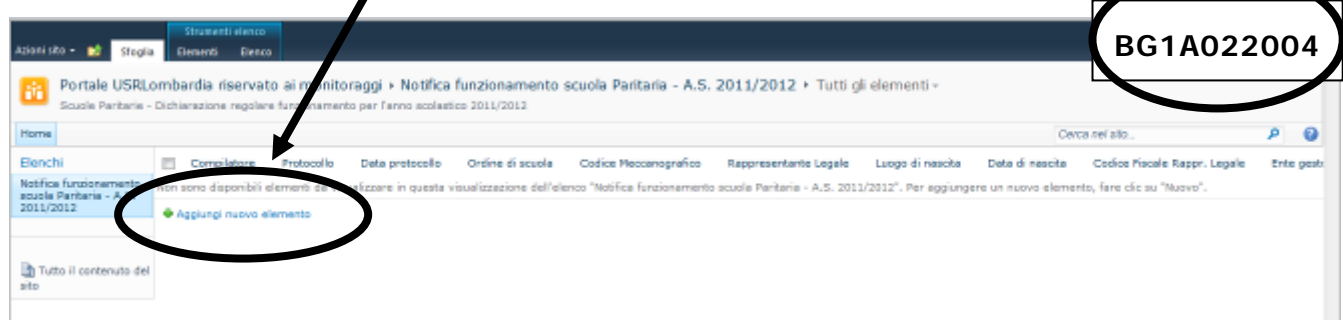 Strumenti elenco
Azioni sito Sfoglia Elementi Elenco
BG1A022004
Portale USRLombardia riservato ai monitoraggi › Notifica funzionamento scuola Paritaria - A.S. 2011/2012 › Tutti gli elementi
Scuole Paritarie - Dichiarazione regolare funzionamento per l'anno scolastico 2011/2012
Home
Cerca nel sito...
Elenchi
Compilatore Protocollo Data protocollo Ordine di scuola Codice Meccanografico Rappresentante Legale Luogo di nascita Data di nascita Codice Fiscale Rappr. Legale Ente gest
Notifica funzionamento
scuola Paritaria - A.S.
2011/2012
Non sono disponibili elementi da visualizzare in questa visualizzazione dell'elenco "Notifica funzionamento scuola Paritaria - A.S. 2011/2012". Per aggiungere un nuovo elemento, fare clic su "Nuovo".
Aggiungi nuovo elemento
Tutto il contenuto del
sito